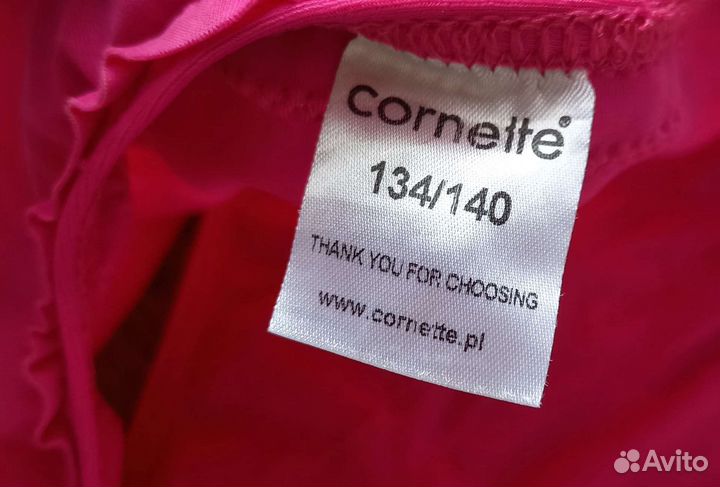 cornette®
134/140
THANK YOU FOR CHOOSING
www.cornette.pl
Avito